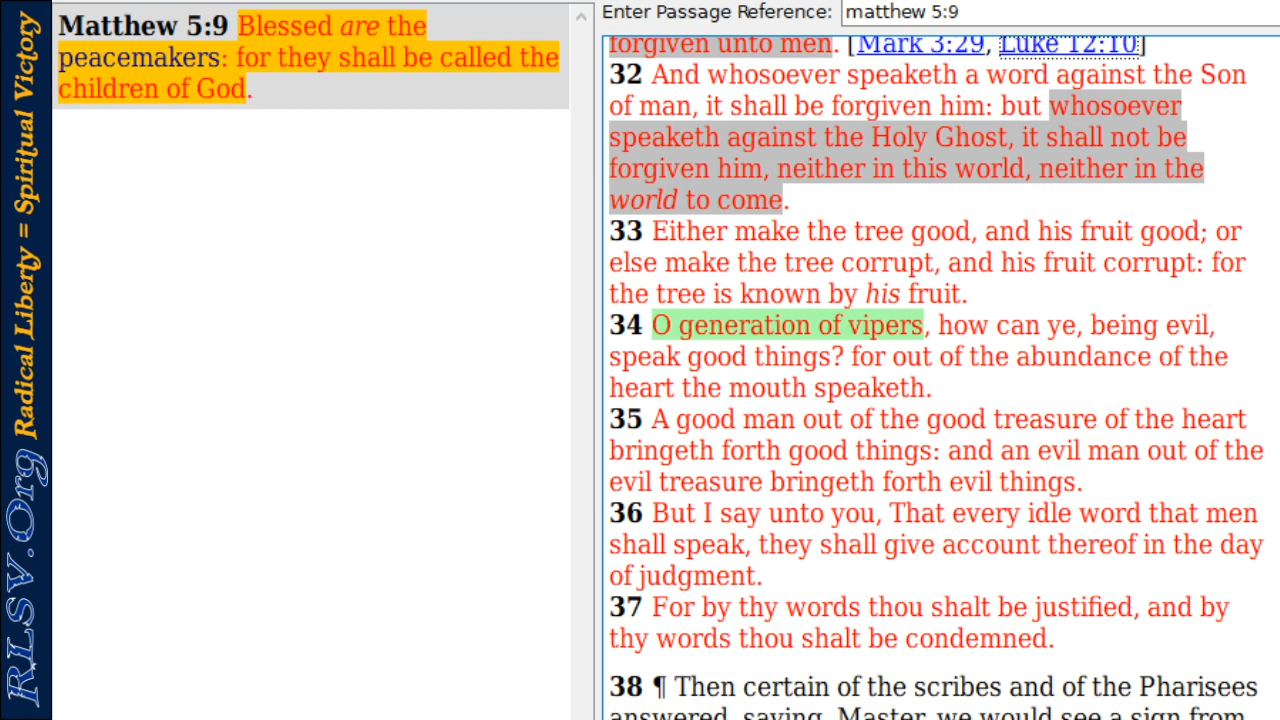 RLSV.Org Radical Liberty = Spiritual Victory
Matthew 5:9 Blessed are the
peacemakers: for they shall be called the
children of God.
Enter Passage Reference: matthew 5:9
forgiven unto men. [Mark 3:29, Luke 12:10]
32 And whosoever speaketh a word against the Son
of man, it shall be forgiven him: but whosoever
speaketh against the Holy Ghost, it shall not be
forgiven him, neither in this world, neither in the
world to come.
33 Either make the tree good, and his fruit good; or
else make the tree corrupt, and his fruit corrupt: for
the tree is known by his fruit.
34 O generation of vipers, how can ye, being evil,
speak good things? for out of the abundance of the
heart the mouth speaketh.
35 A good man out of the good treasure of the heart
bringeth forth good things: and an evil man out of the
evil treasure bringeth forth evil things.
36 But I say unto you, That every idle word that men
shall speak, they shall give account thereof in the day
of judgment.
37 For by thy words thou shalt be justified, and by
thy words thou shalt be condemned.
38 ¶ Then certain of the scribes and of the Pharisees
answered, saying, Master, we would see a sign from